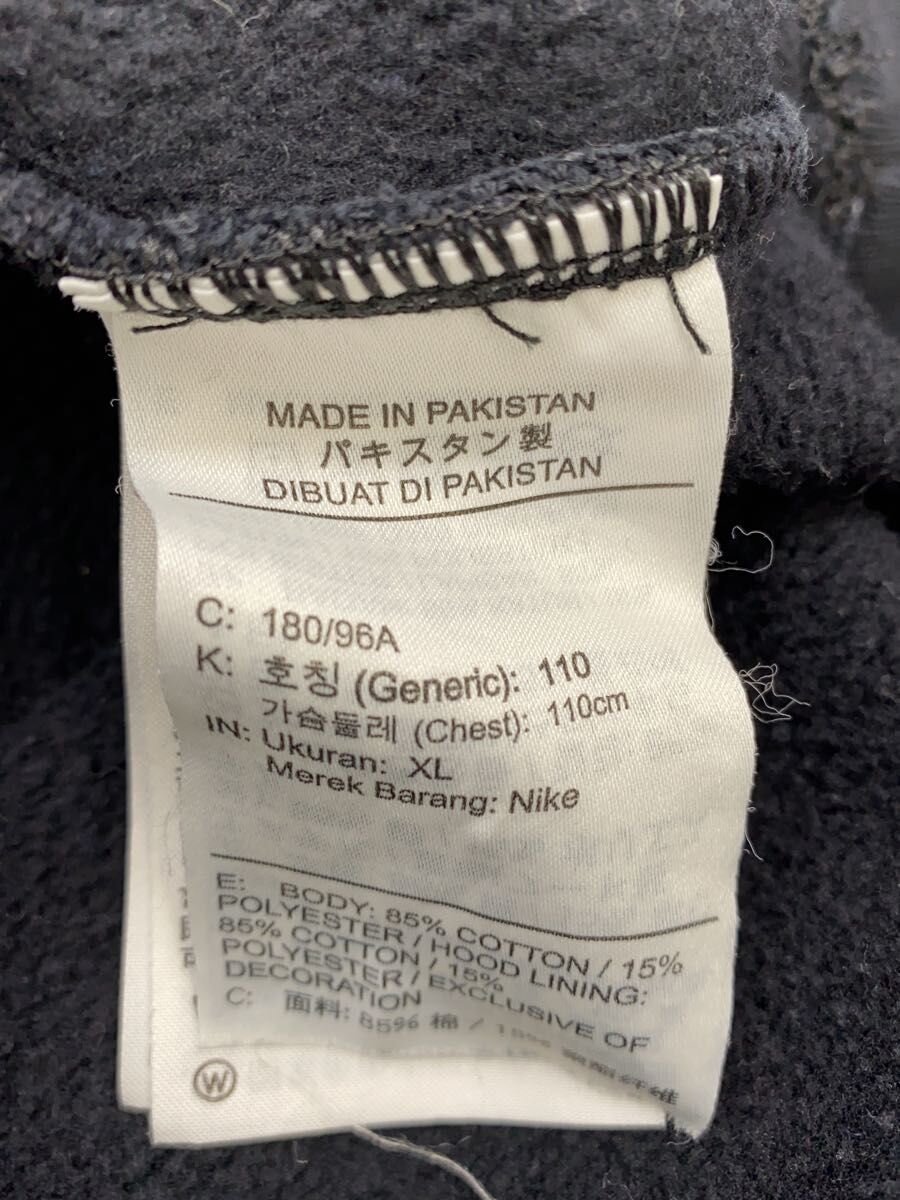 MADE IN PAKISTAN
パキスタン製
DIBUAT DI PAKISTAN
C: 180/96A
K: 호칭 (Generic): 110
가슴둘레 (Chest): 110cm
IN: Ukuran: XL
Merek Barang: Nike
E: BODY: 85% COTTON / 15%
POLYESTER / HOOD LINING:
85% COTTON / 15%
POLYESTER / EXCLUSIVE OF
DECORATION
C: 面料: 85% 棉 /
W